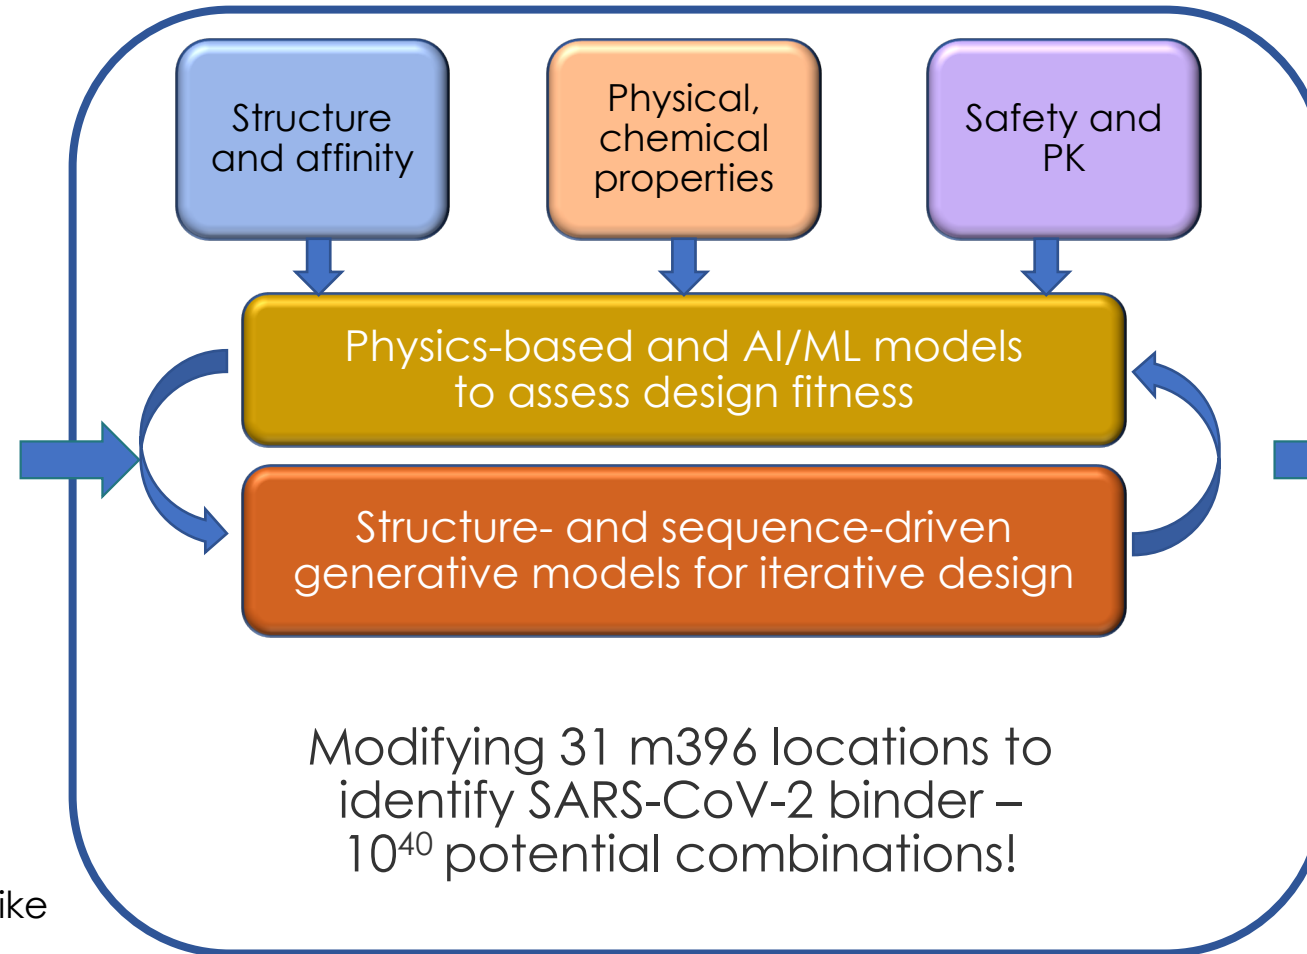 Structure
and affinity
Physical,
chemical
properties
Safety and
PK
Physics-based and AI/ML models
to assess design fitness
Structure- and sequence-driven
generative models for iterative design
Modifying 31 m396 locations to
identify SARS-CoV-2 binder –
10⁴⁰ potential combinations!
ike